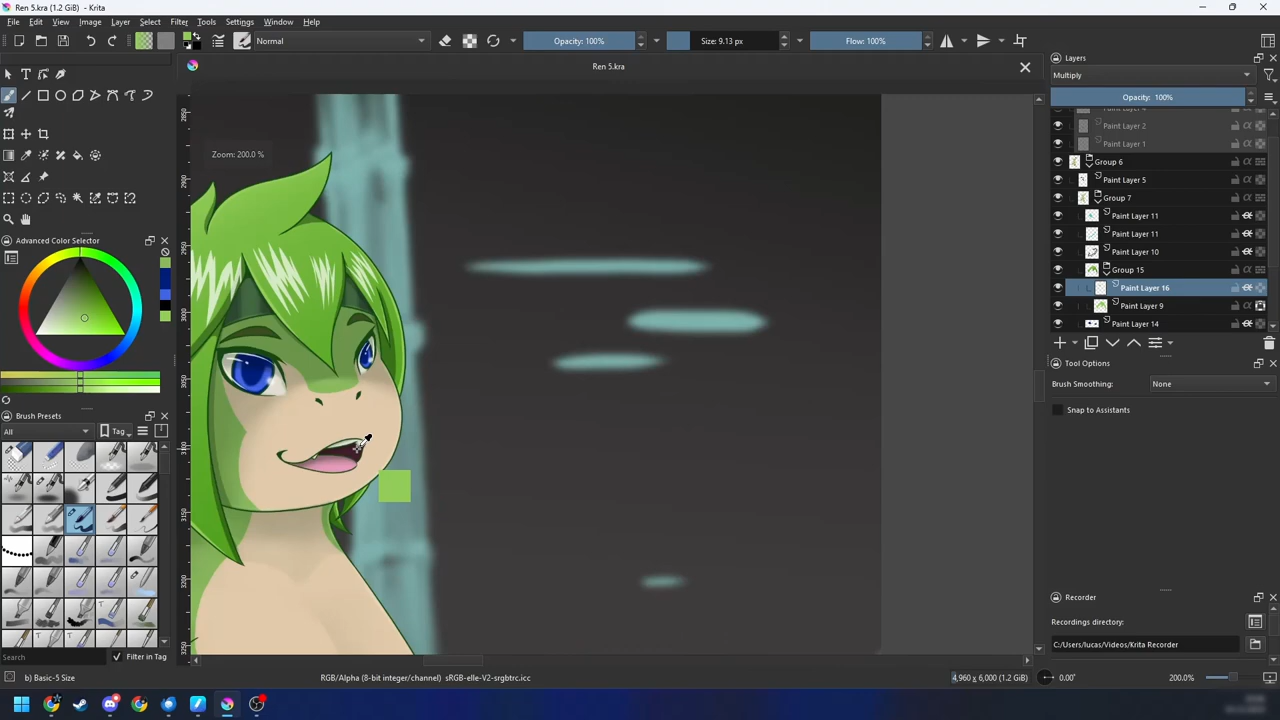 Ren 5.kra (2.2 GiB) - Krita
File Edit View Image Layer Select Filter Tools Settings Window Help
Normal
Opacity: 100%
Size: 9.13 px
Flow: 100%
Ren 5.kra
Layers
Multiply
Opacity: 100%
Zoom: 200.0 %
Paint Layer 2
Paint Layer 1
Group 6
Paint Layer 5
Group 7
Paint Layer 11
Paint Layer 11
Paint Layer 10
Group 15
Paint Layer 16
Paint Layer 9
Paint Layer 14
Advanced Color Selector
Tool Options
Brush Smoothing: None
Snap to Assistants
Brush Presets
All
Tag
Search
Filter in Tag
Recorder
Recordings directory:
C:/Users/lucas/Videos/Krita Recorder
b) Basic-5 Size
RGB/Alpha (8-bit integer/channel) sRGB-elle-V2-srgbtrc.icc
4,960 x 6,000 (1.2 GiB)
0.00°
200.0%